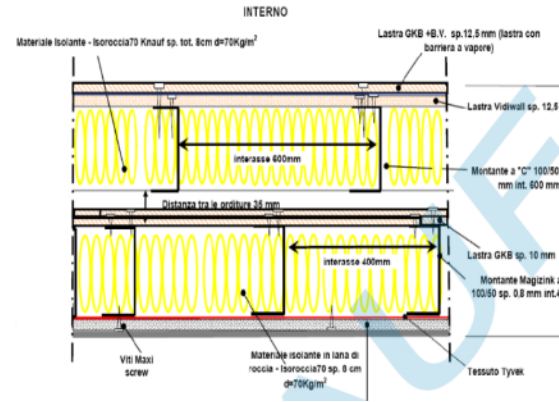 INTERNO
Materiale Isolante - Isoroccia70 Knauf sp. tot. 8cm d=70Kg/m²
Lastra GKB +B.V. sp.12,5 mm (lastra con
barriera a vapore)
Lastra Vidiwall sp. 12,5
interasse 600mm
Montante a "C" 100/50
mm int. 600 mm
Distanza tra le orditure 35 mm
interasse 400mm
Lastra GKB sp. 10 mm
Montante Magizink a
100/50 sp. 0,8 mm int.4
Viti Maxi
screw
Materiale isolante in lana di
roccia - Isoroccia70 sp. 8 cm
d=70Kg/m²
Tessuto Tyvek